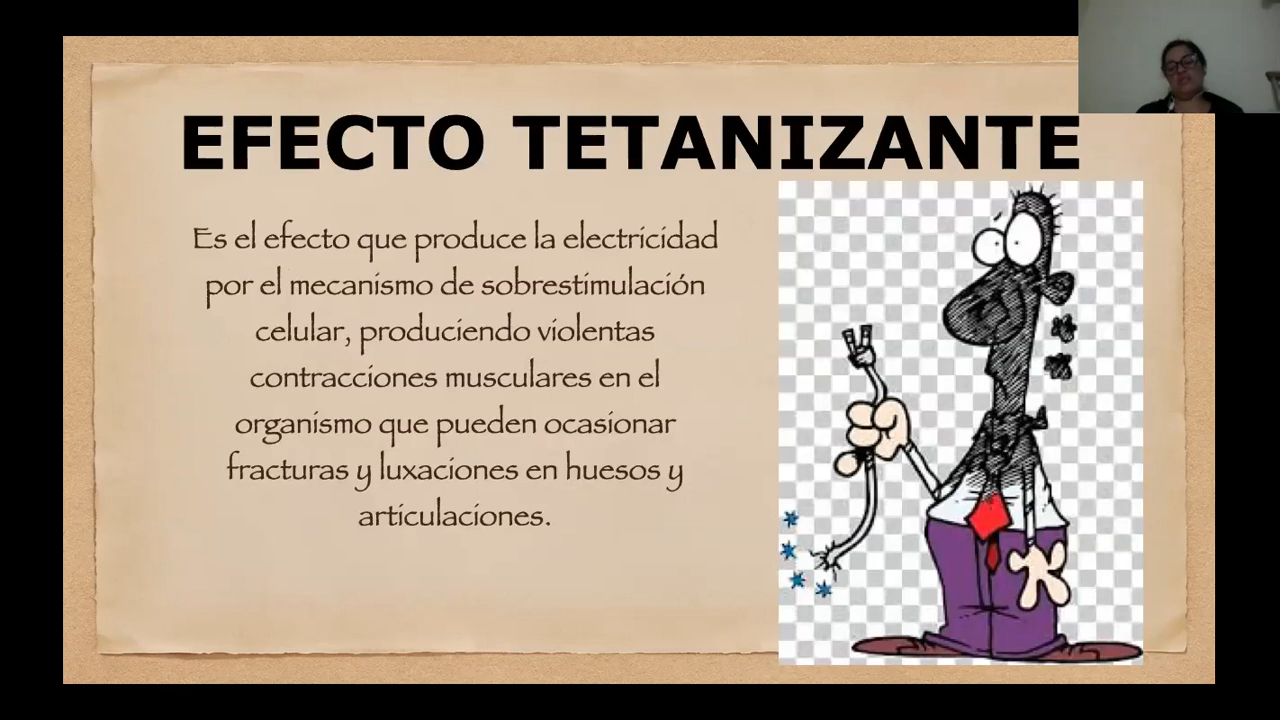 EFECTO TETANIZANTE
Es el efecto que produce la electricidad
por el mecanismo de sobrestimulación
celular, produciendo violentas
contracciones musculares en el
organismo que pueden ocasionar
fracturas y luxaciones en huesos y
articulaciones.